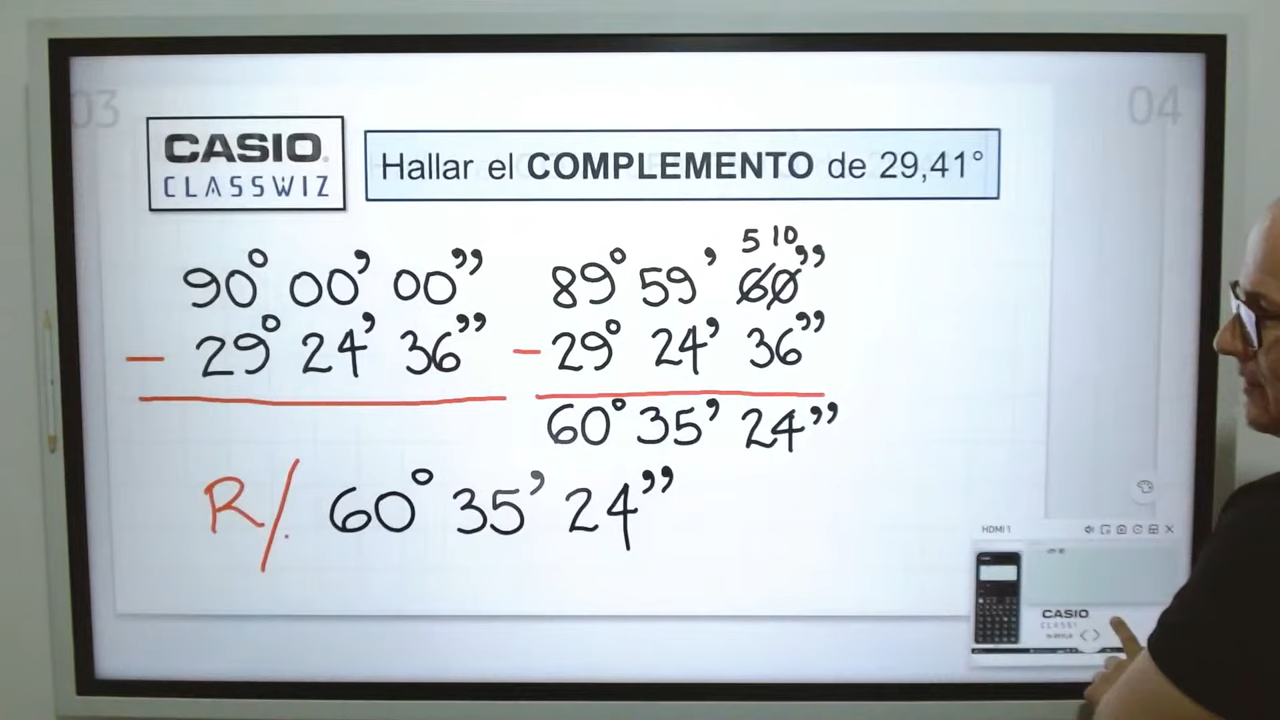 03
04
CASIO
CLASSWIZ
Hallar el COMPLEMENTO de 29,41°
90° 00' 00''
- 29° 24' 36''
5 10
89° 59' 60''
- 29° 24' 36''
60° 35' 24''
R/. 60° 35' 24''
HDMI 1
CASIO